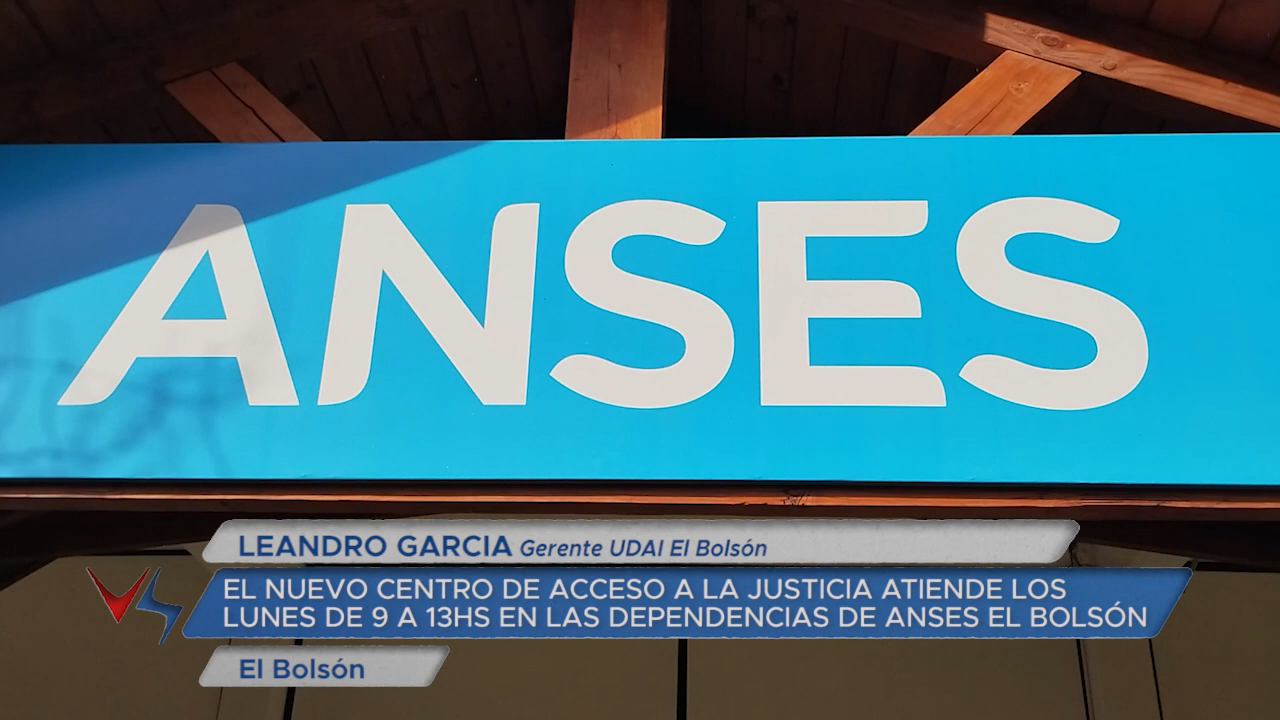 ANSES
LEANDRO GARCIA Gerente UDAI El Bolsón
EL NUEVO CENTRO DE ACCESO A LA JUSTICIA ATIENDE LOS
LUNES DE 9 A 13HS EN LAS DEPENDENCIAS DE ANSES EL BOLSÓN
El Bolsón